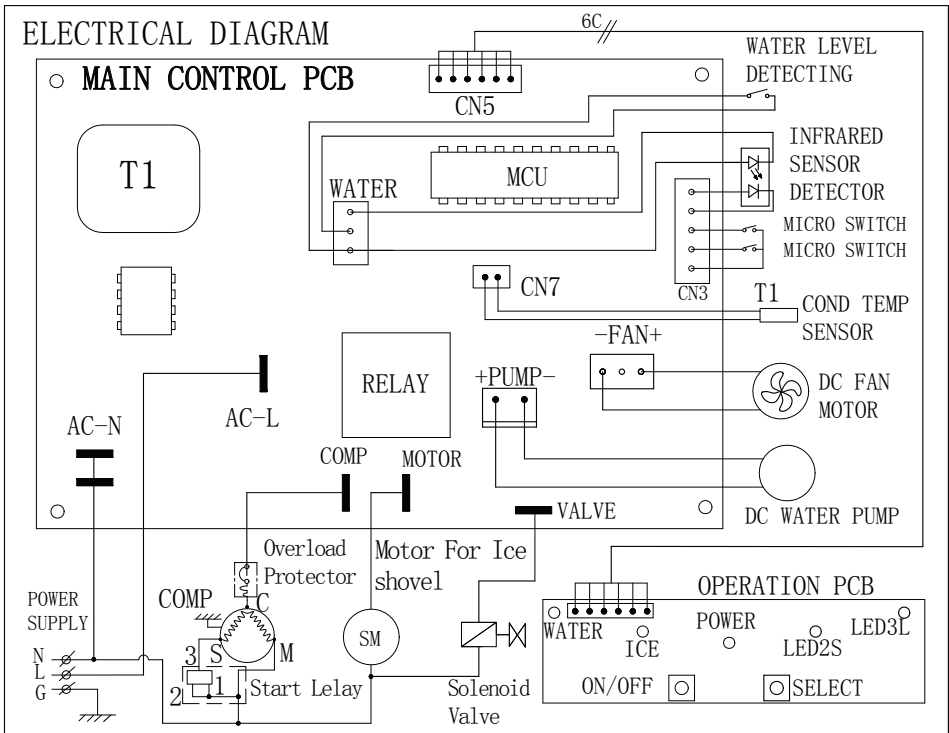 ELECTRICAL DIAGRAM
6C
WATER LEVEL
DETECTING
MAIN CONTROL PCB
CN5
T1
MCU
INFRARED
SENSOR
DETECTOR
WATER
MICRO SWITCH
MICRO SWITCH
CN3
CN7
T1
COND TEMP
SENSOR
-FAN+
RELAY
+PUMP-
DC FAN
MOTOR
AC-L
AC-N
COMP
MOTOR
VALVE
DC WATER PUMP
Overload
Protector
Motor For Ice
shovel
OPERATION PCB
POWER
SUPPLY
COMP
C
WATER
ICE
POWER
LED2S
LED3L
SM
N
L
G
3
S
M
2
1
Start Lelay
Solenoid
Valve
ON/OFF
SELECT